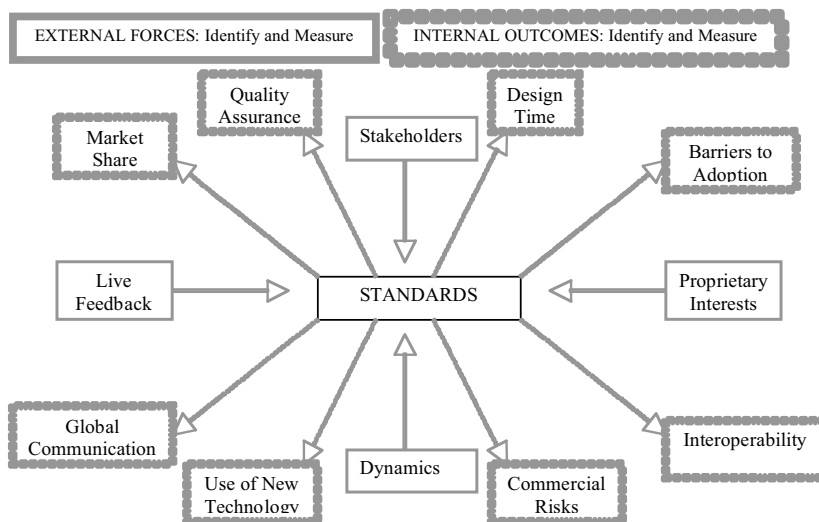 EXTERNAL FORCES: Identify and Measure
INTERNAL OUTCOMES: Identify and Measure
Quality
Assurance
Design
Time
Market
Share
Stakeholders
Barriers to
Adoption
Live
Feedback
STANDARDS
Proprietary
Interests
Global
Communication
Interoperability
Use of New
Technology
Dynamics
Commercial
Risks